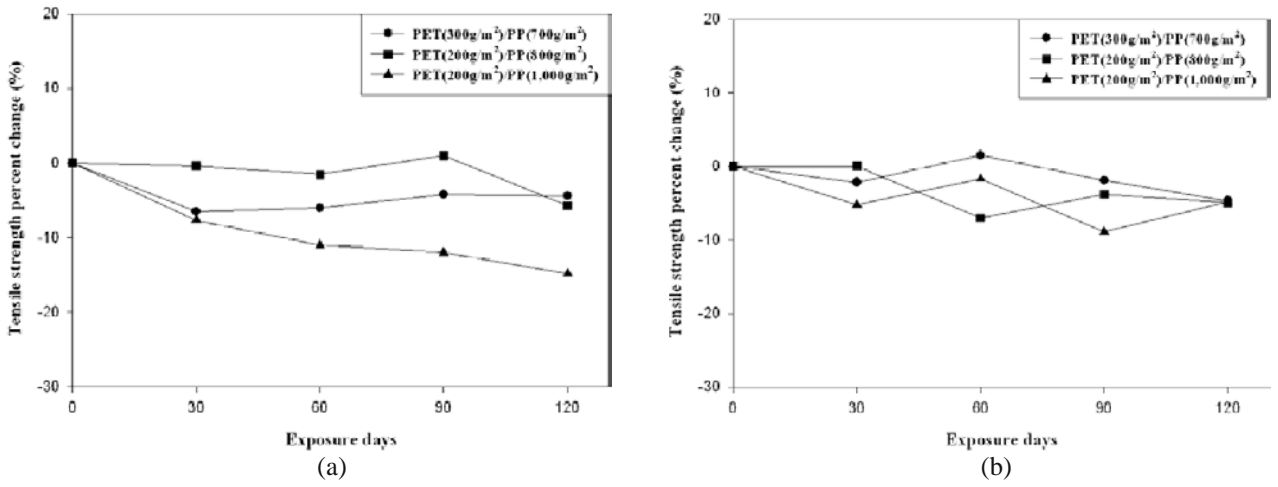 20
10
0
-10
-20
-30
0 30 60 90 120
Tensile strength percent change (%)
Exposure days
PET(300g/m²)/PP(700g/m²)
PET(200g/m²)/PP(800g/m²)
PET(200g/m²)/PP(1,000g/m²)
(a)
20
10
0
-10
-20
-30
0 30 60 90 120
Tensile strength percent change (%)
Exposure days
PET(300g/m²)/PP(700g/m²)
PET(200g/m²)/PP(800g/m²)
PET(200g/m²)/PP(1,000g/m²)
(b)